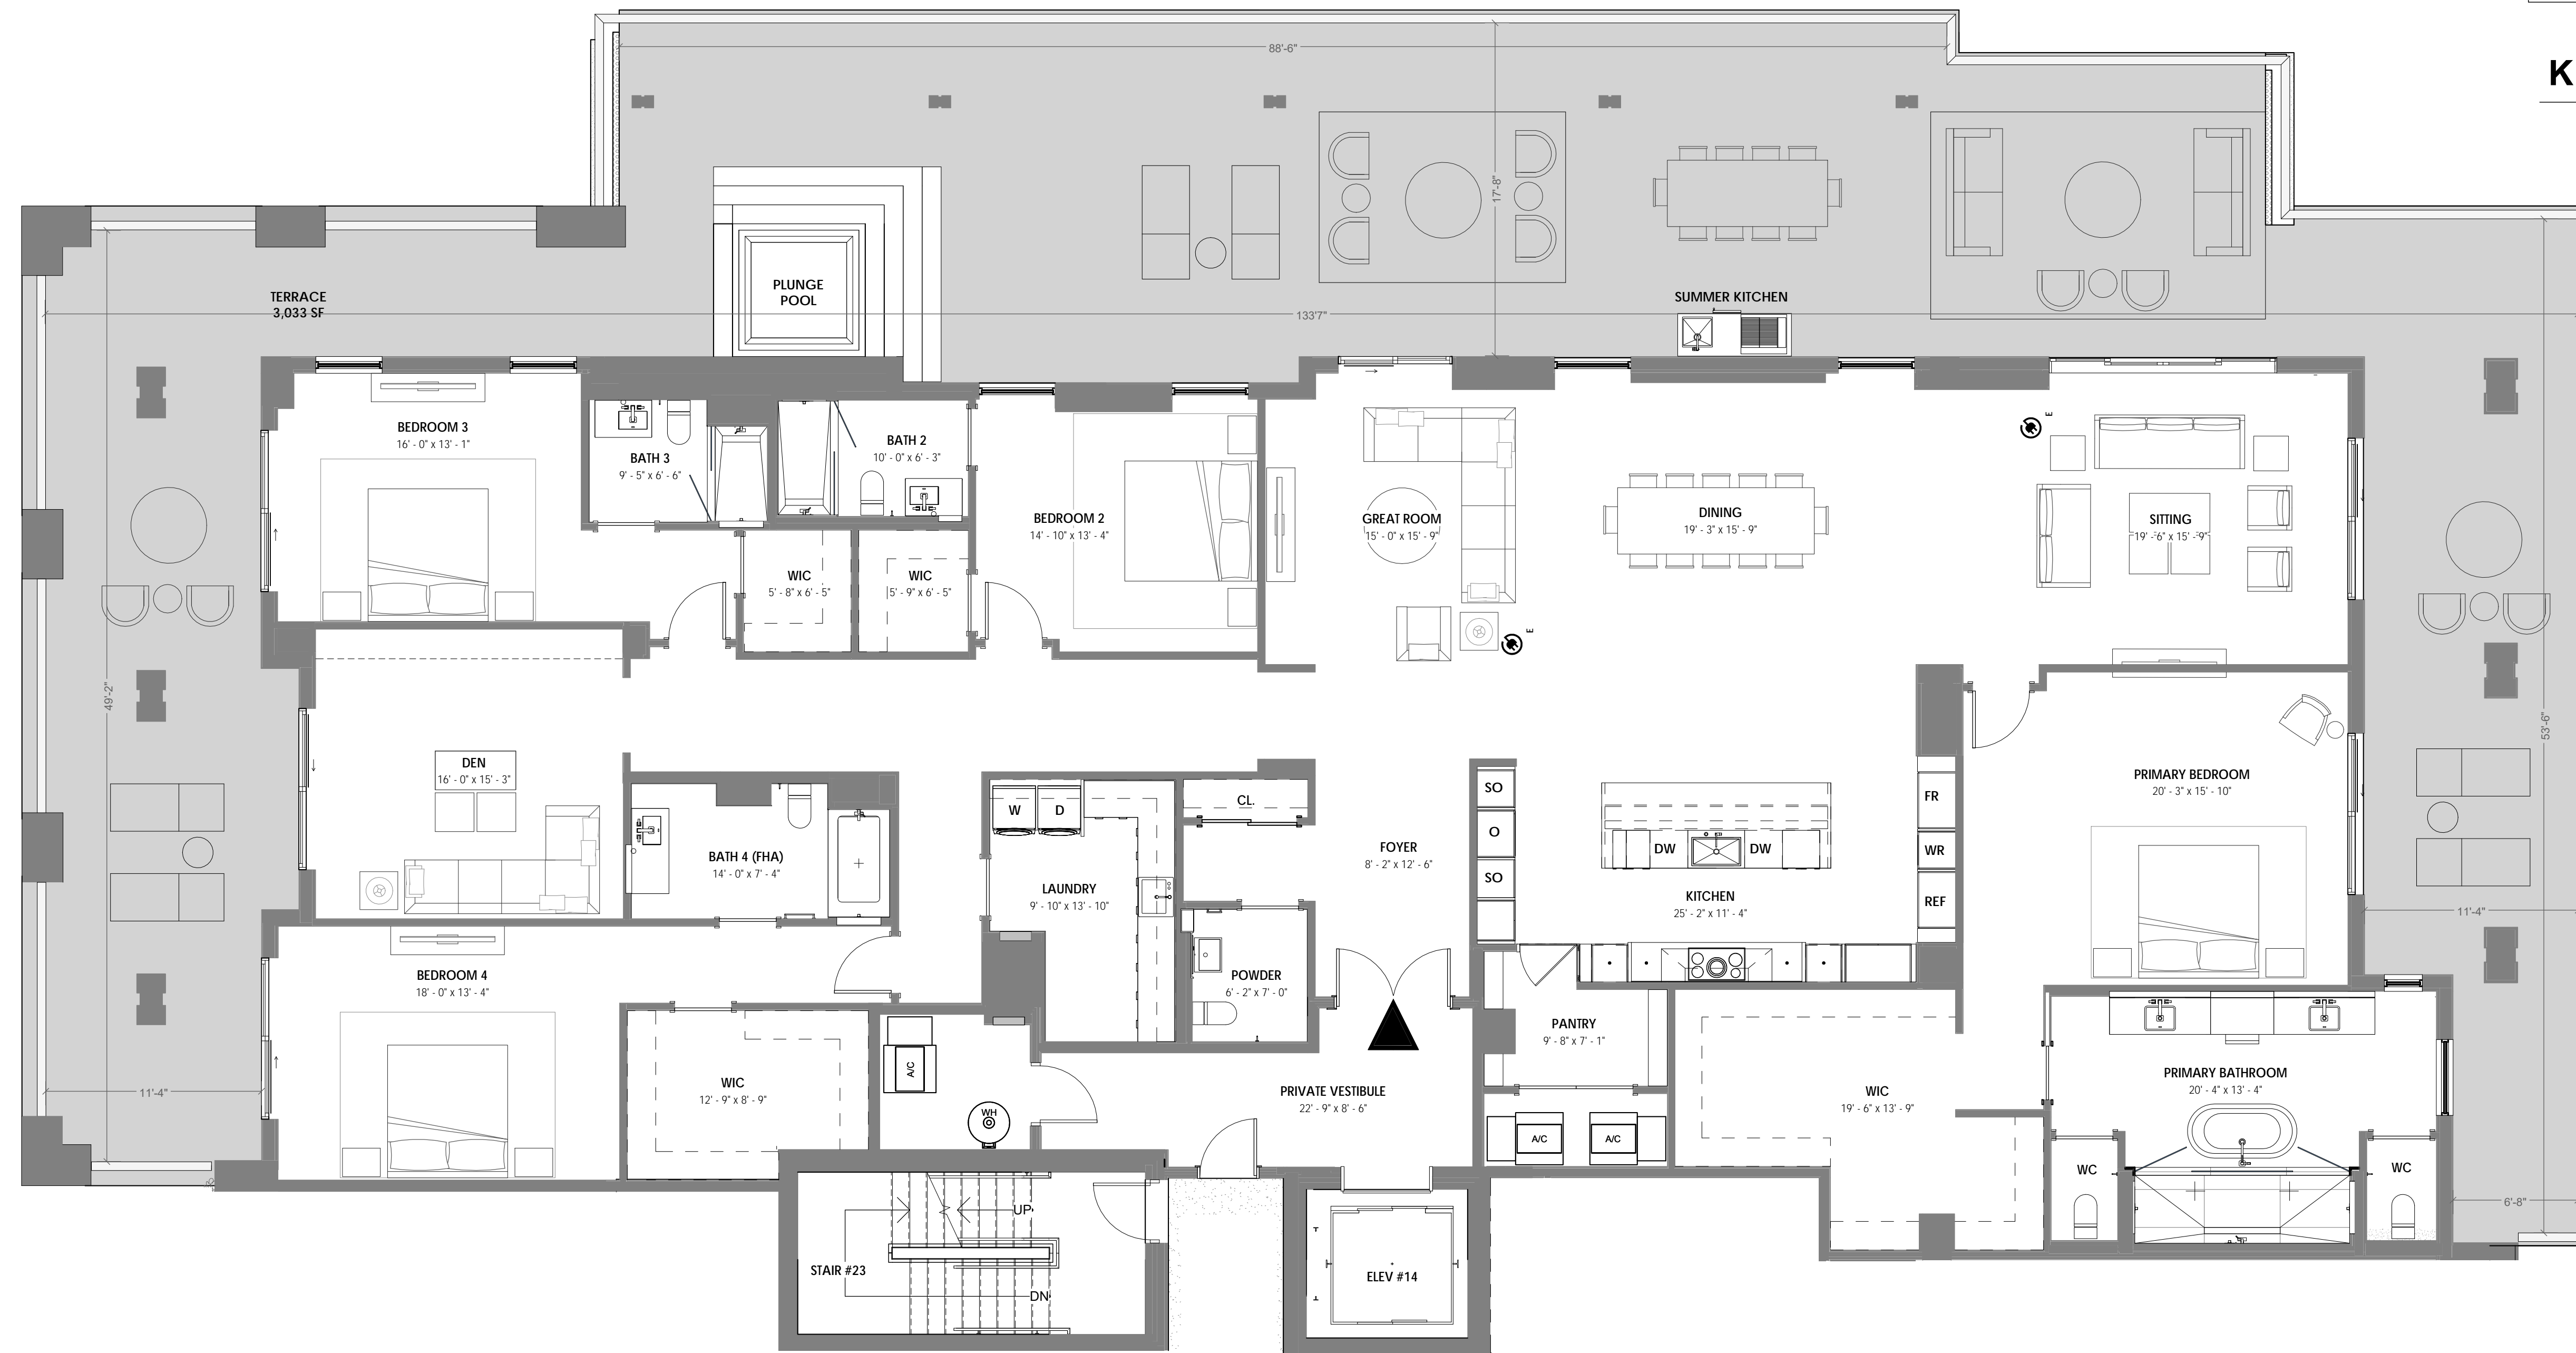 K
88'-6"
17'-8"
TERRACE
3,033 SF
PLUNGE
POOL
SUMMER KITCHEN
133'7"
BEDROOM 3
16' - 0" x 13' - 1"
BATH 3
9' - 5" x 6' - 6"
BATH 2
10' - 0" x 6' - 3"
BEDROOM 2
14' - 10" x 13' - 4"
GREAT ROOM
15' - 0" x 15' - 9"
DINING
19' - 3" x 15' - 9"
SITTING
19' - 6" x 15' - 9"
E
E
WIC
5' - 8" x 6' - 5"
WIC
5' - 9" x 6' - 5"
49'-2"
53'-6"
DEN
16' - 0" x 15' - 3"
BATH 4 (FHA)
14' - 0" x 7' - 4"
W
D
CL.
LAUNDRY
9' - 10" x 13' - 10"
FOYER
8' - 2" x 12' - 6"
SO
O
SO
DW
DW
KITCHEN
25' - 2" x 11' - 4"
FR
WR
REF
PRIMARY BEDROOM
20' - 3" x 15' - 10"
11'-4"
BEDROOM 4
18' - 0" x 13' - 4"
POWDER
6' - 2" x 7' - 0"
PANTRY
9' - 8" x 7' - 1"
11'-4"
WIC
12' - 9" x 8' - 9"
A/C
WH
PRIVATE VESTIBULE
22' - 9" x 8' - 6"
A/C
A/C
WIC
19' - 6" x 13' - 9"
PRIMARY BATHROOM
20' - 4" x 13' - 4"
WC
WC
6'-8"
UP
STAIR #23
DN
ELEV #14